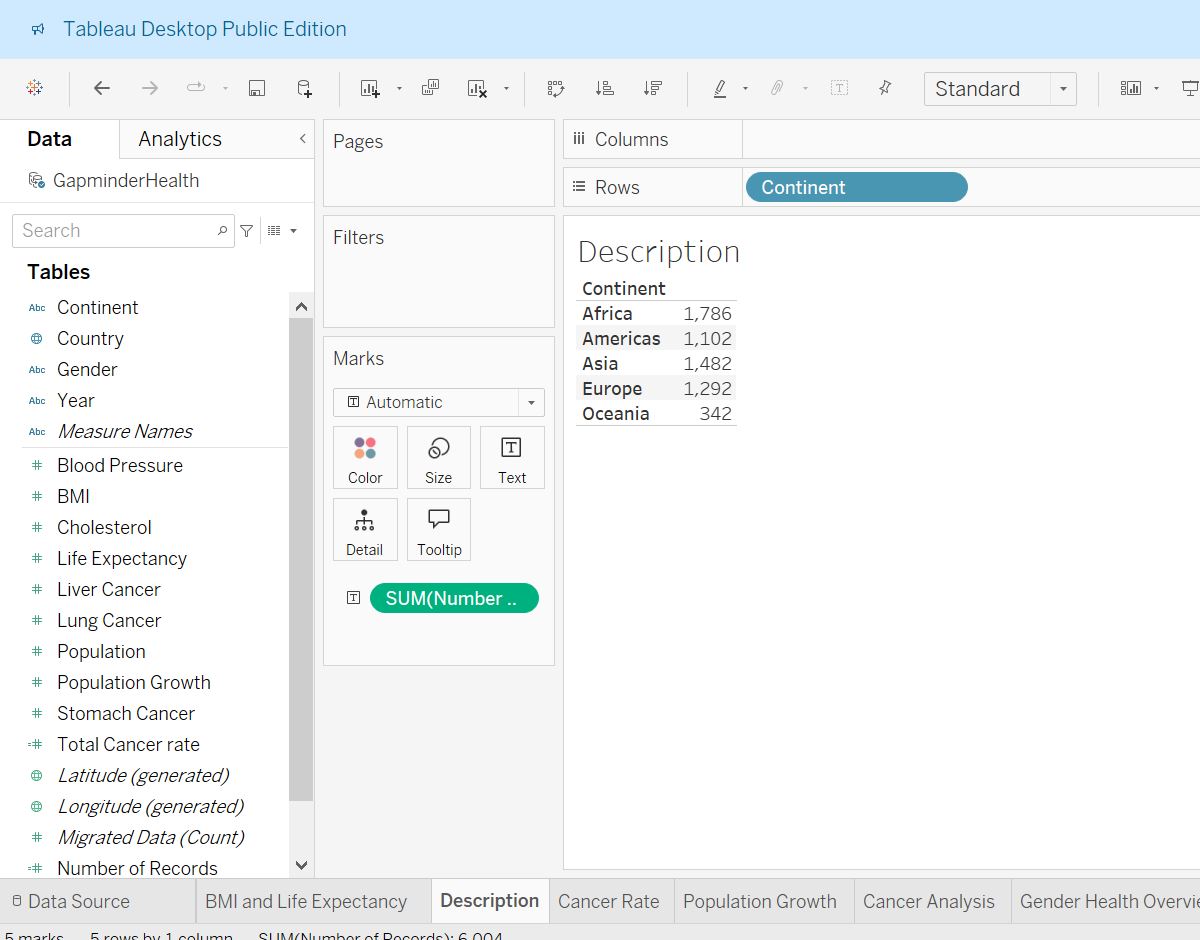 Tableau Desktop Public Edition
Standard
Data
Analytics
GapminderHealth
Search
Tables
Abc Continent
Country
Abc Gender
Abc Year
Abc Measure Names
# Blood Pressure
# BMI
# Cholesterol
# Life Expectancy
# Liver Cancer
# Lung Cancer
# Population
# Population Growth
# Stomach Cancer
=# Total Cancer rate
Latitude (generated)
Longitude (generated)
# Migrated Data (Count)
=# Number of Records
Pages
Filters
Marks
T Automatic
Color
Size
T Text
Detail
Tooltip
T SUM(Number ..
Columns
Rows
Continent
Description
Continent
Africa 1,786
Americas 1,102
Asia 1,482
Europe 1,292
Oceania 342
Data Source
BMI and Life Expectancy
Description
Cancer Rate
Population Growth
Cancer Analysis
Gender Health Overvie
5 marks 5 rows by 1 column SUM(Number of Records): 6,004